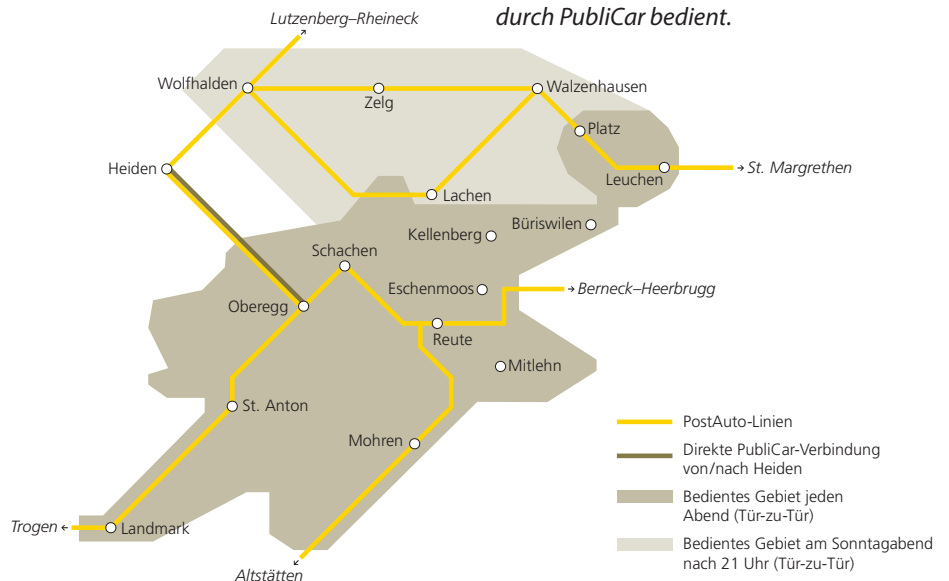 durch PubliCar bedient.
Lutzenberg–Rheineck
Wolfhalden
Zelg
Walzenhausen
Platz
Heiden
Leuchen
St. Margrethen
Lachen
Büriswilen
Kellenberg
Schachen
Eschenmoos
Berneck–Heerbrugg
Oberegg
Reute
Mitlehn
St. Anton
Mohren
Trogen
Landmark
Altstätten
PostAuto-Linien
Direkte PubliCar-Verbindung
von/nach Heiden
Bedientes Gebiet jeden
Abend (Tür-zu-Tür)
Bedientes Gebiet am Sonntagabend
nach 21 Uhr (Tür-zu-Tür)